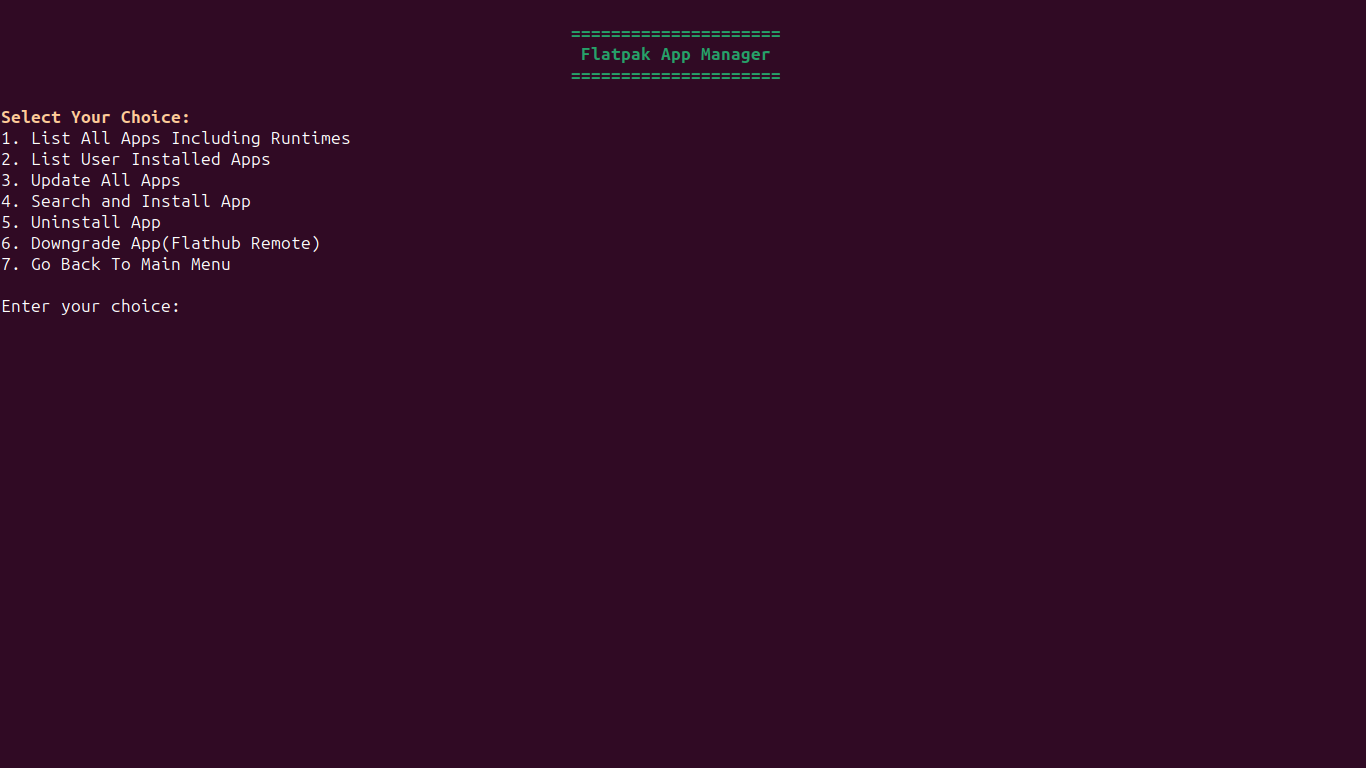 =====================
Flatpak App Manager
=====================
Select Your Choice:
1. List All Apps Including Runtimes
2. List User Installed Apps
3. Update All Apps
4. Search and Install App
5. Uninstall App
6. Downgrade App(Flathub Remote)
7. Go Back To Main Menu
Enter your choice: